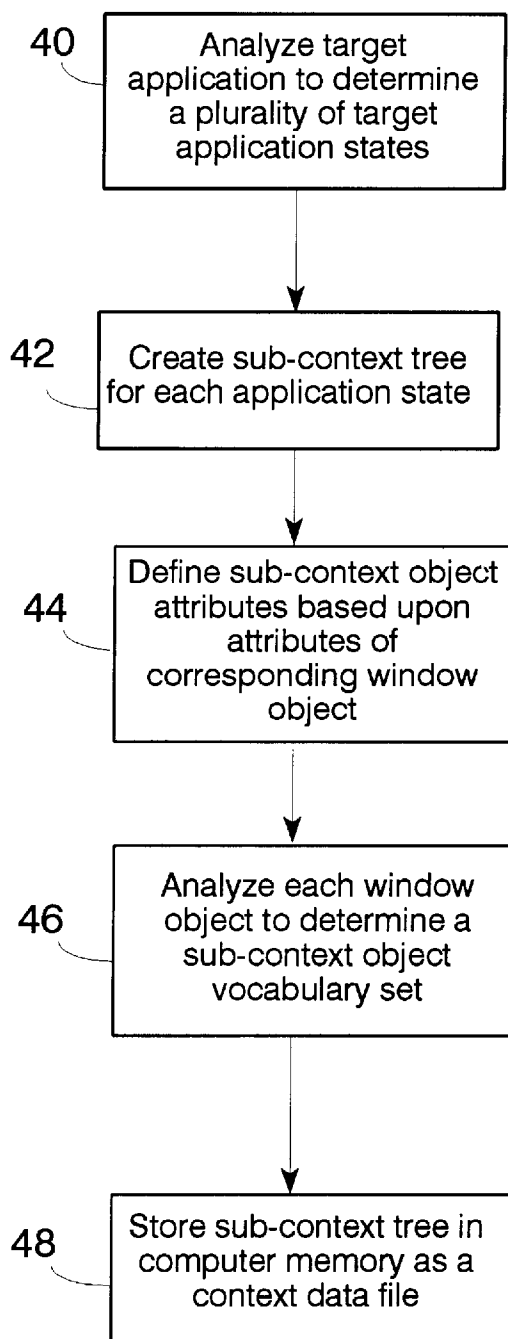 40
Analyze target
application to determine
a plurality of target
application states
42
Create sub-context tree
for each application state
44
Define sub-context object
attributes based upon
attributes of
corresponding window
object
46
Analyze each window
object to determine a
sub-context object
vocabulary set
48
Store sub-context tree in
computer memory as a
context data file